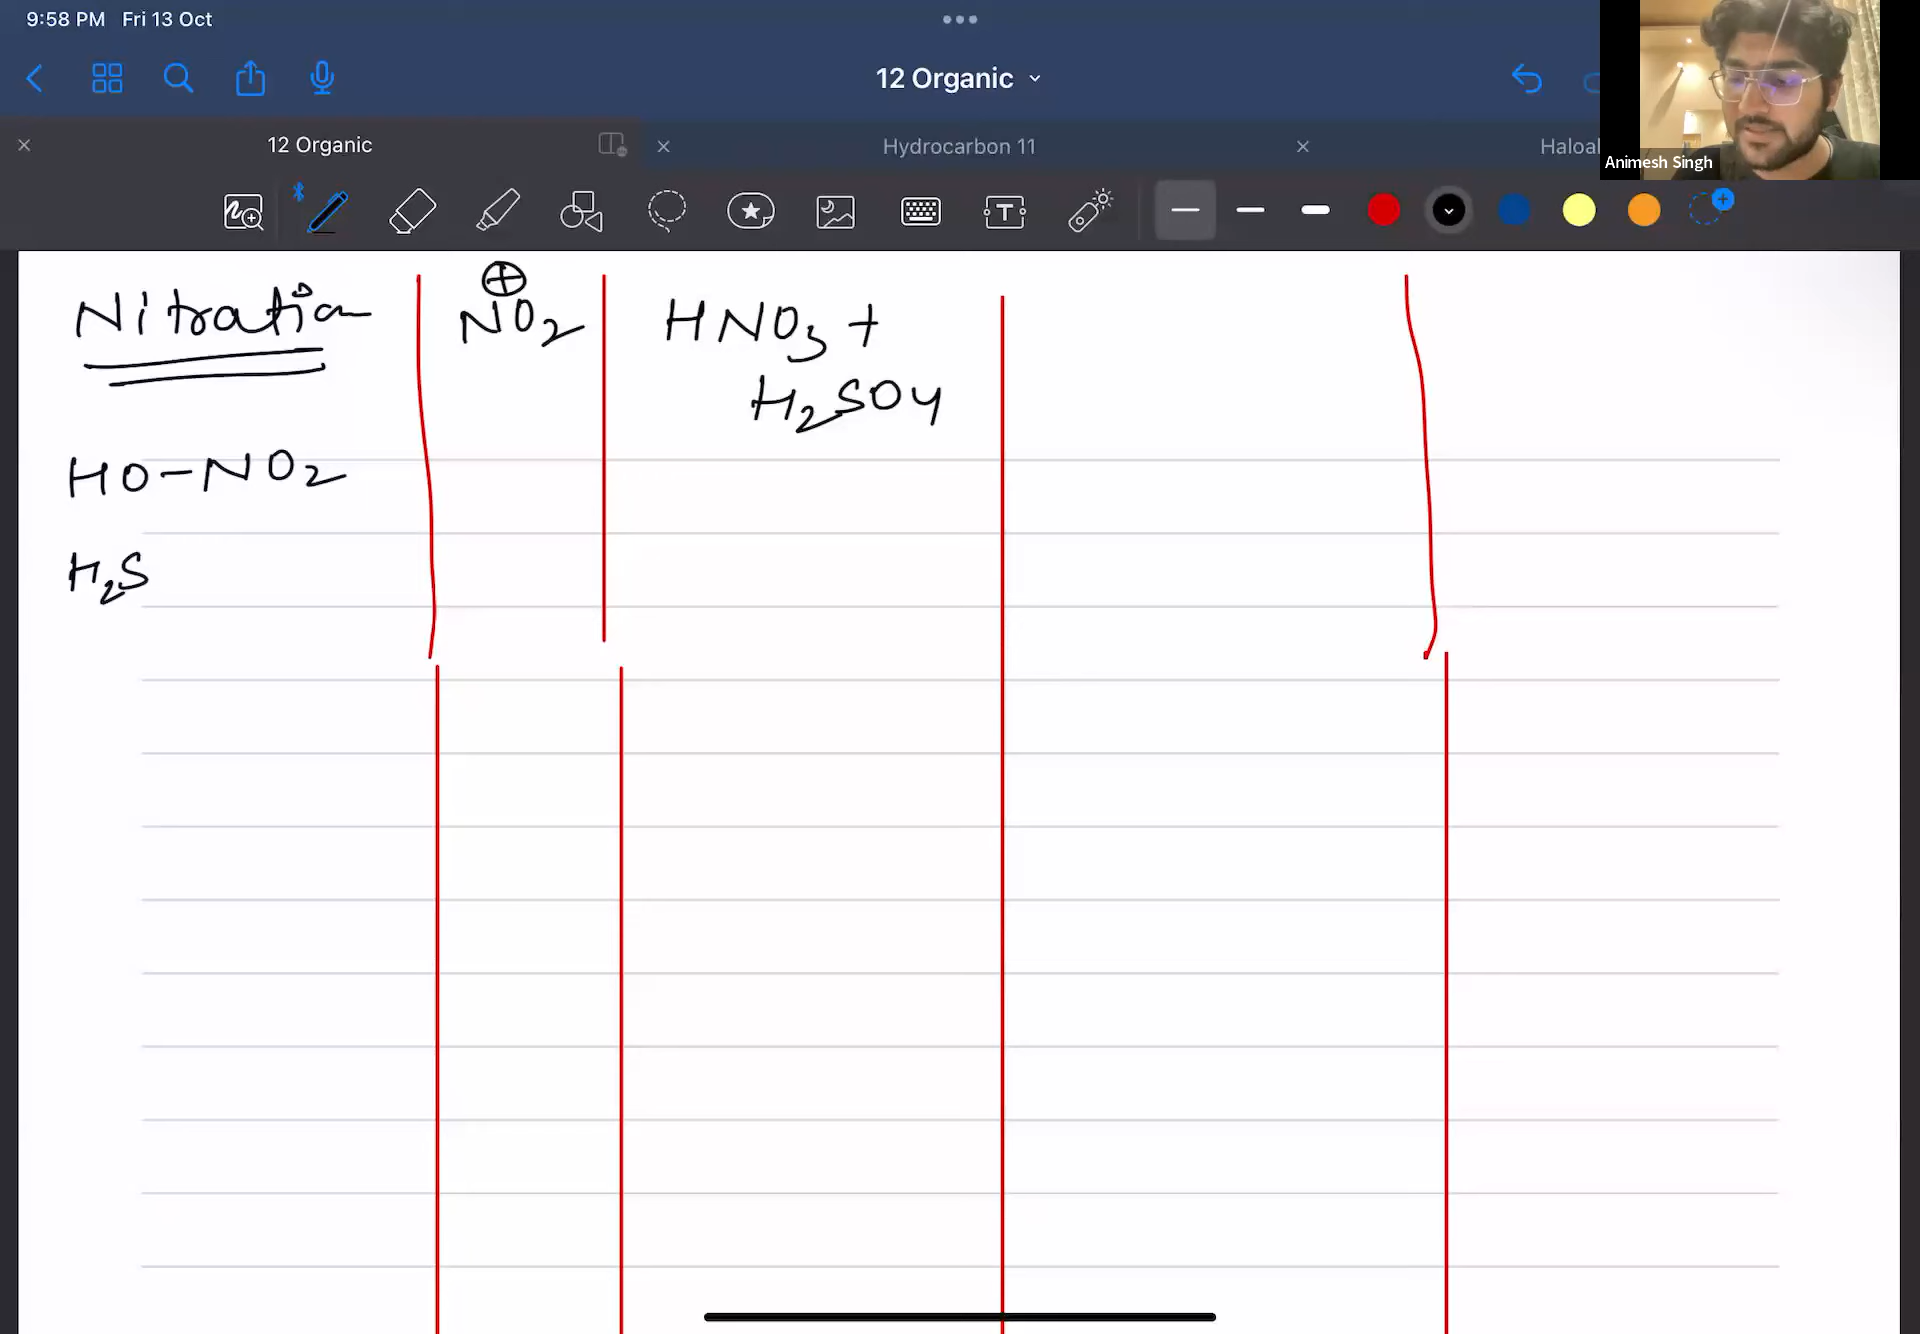 9:58 PM Fri 13 Oct
12 Organic
12 Organic
Hydrocarbon 11
Haloal
Animesh Singh
T
Nitration
⊕
NO2
HNO3 +
H2SO4
HO-NO2
H2S